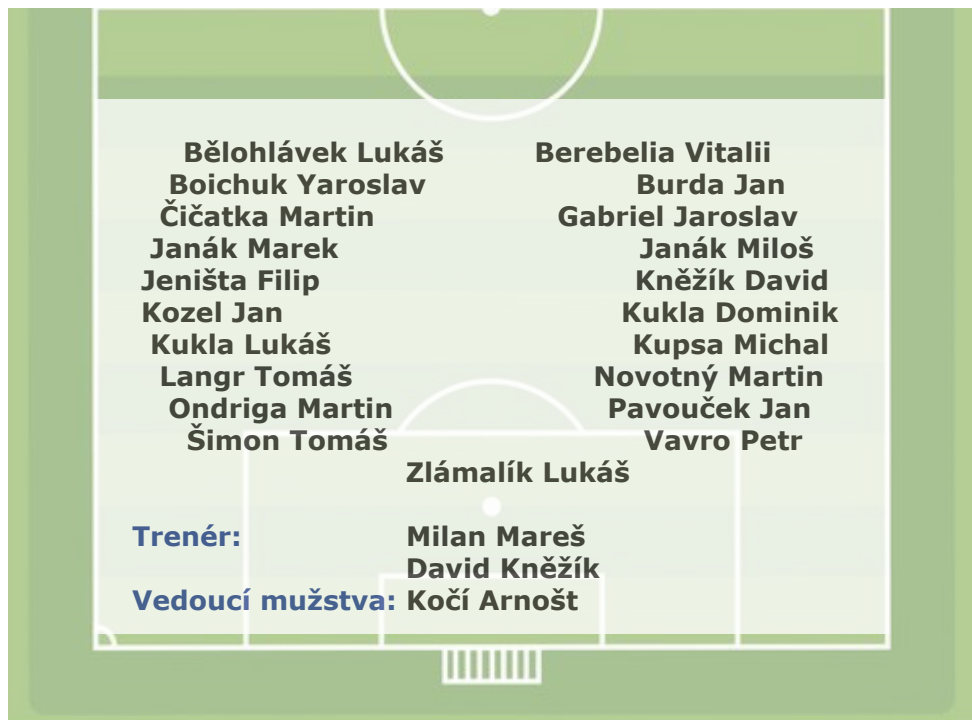 Bělohlávek Lukáš Berebelia Vitalii
Boichuk Yaroslav Burda Jan
Čičatka Martin Gabriel Jaroslav
Janák Marek Janák Miloš
Jeništa Filip Kněžík David
Kozel Jan Kukla Dominik
Kukla Lukáš Kupsa Michal
Langr Tomáš Novotný Martin
Ondriga Martin Pavouček Jan
Šimon Tomáš Vavro Petr
Zlámalík Lukáš
Trenér: Milan Mareš
David Kněžík
Vedoucí mužstva: Kočí Arnošt